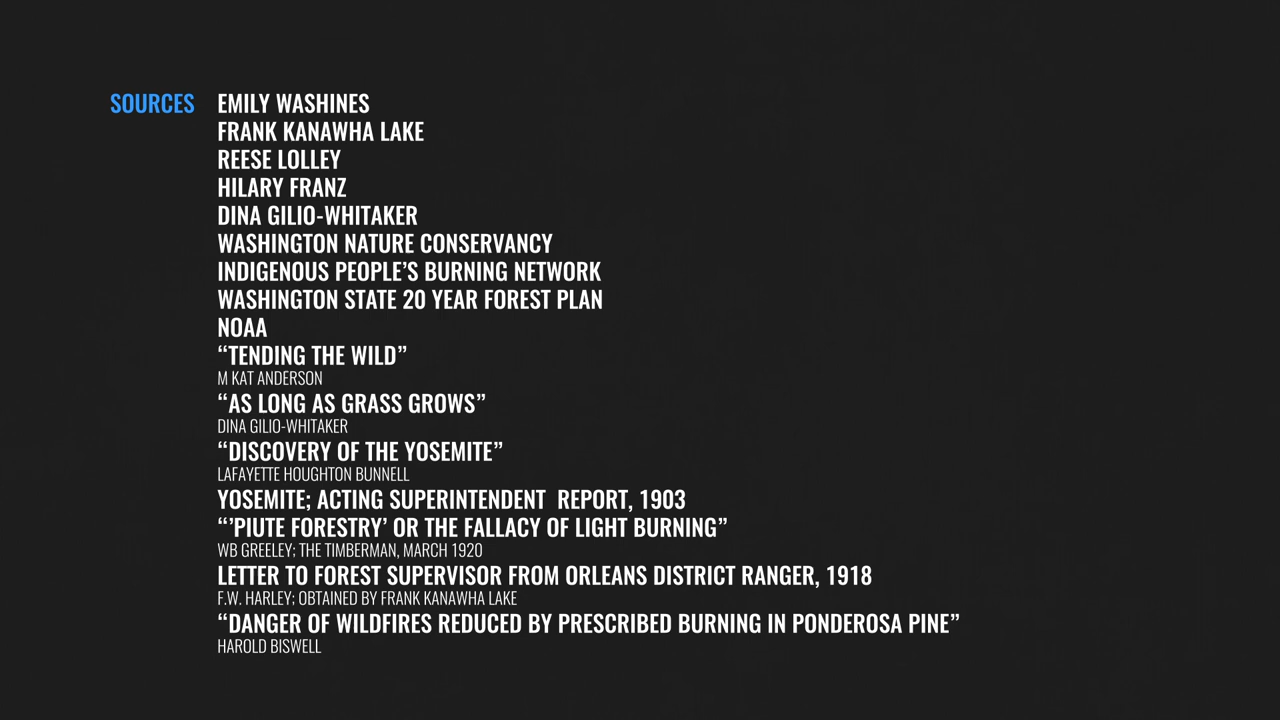 SOURCES EMILY WASHINES
FRANK KANAWHA LAKE
REESE LOLLEY
HILARY FRANZ
DINA GILIO-WHITAKER
WASHINGTON NATURE CONSERVANCY
INDIGENOUS PEOPLE’S BURNING NETWORK
WASHINGTON STATE 20 YEAR FOREST PLAN
NOAA
“TENDING THE WILD”
M KAT ANDERSON
“AS LONG AS GRASS GROWS”
DINA GILIO-WHITAKER
“DISCOVERY OF THE YOSEMITE”
LAFAYETTE HOUGHTON BUNNELL
YOSEMITE; ACTING SUPERINTENDENT  REPORT, 1903
“’PIUTE FORESTRY’ OR THE FALLACY OF LIGHT BURNING”
WB GREELEY; THE TIMBERMAN, MARCH 1920
LETTER TO FOREST SUPERVISOR FROM ORLEANS DISTRICT RANGER, 1918
F.W. HARLEY; OBTAINED BY FRANK KANAWHA LAKE
“DANGER OF WILDFIRES REDUCED BY PRESCRIBED BURNING IN PONDEROSA PINE”
HAROLD BISWELL